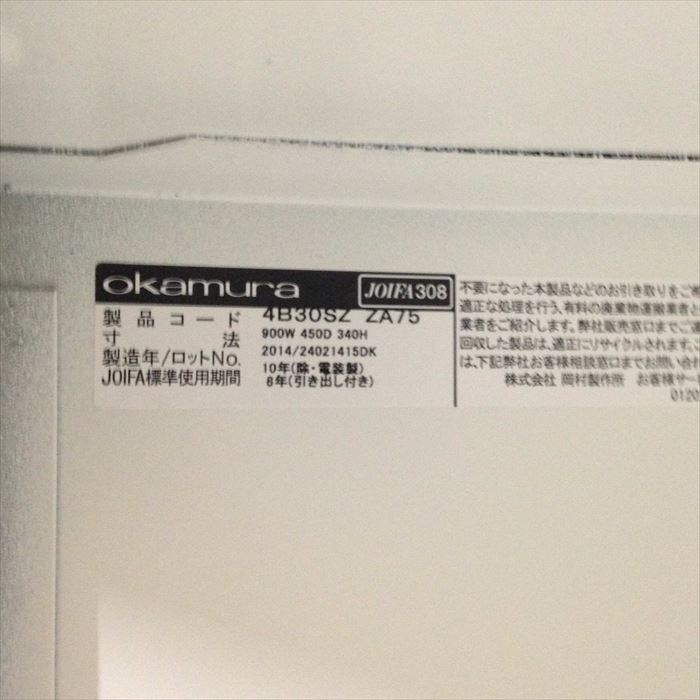 okamura JOIFA308
製品コード 4B30SZ ZA75
寸法 900W 450D 340H
製造年/ロットNo. 2014/24021415DK
JOIFA標準使用期間 10年(除・電装製)
8年(引き出し付き)
不要になった本製品などのお引き取りをご
適正な処理を行う、有料の廃棄物運搬業者と
業者をご紹介します。弊社販売窓口までご
回収した製品は、適正にリサイクルされます。
は、下記弊社お客様相談窓口までお問い合
株式会社 岡村製作所 お客様サー
0120